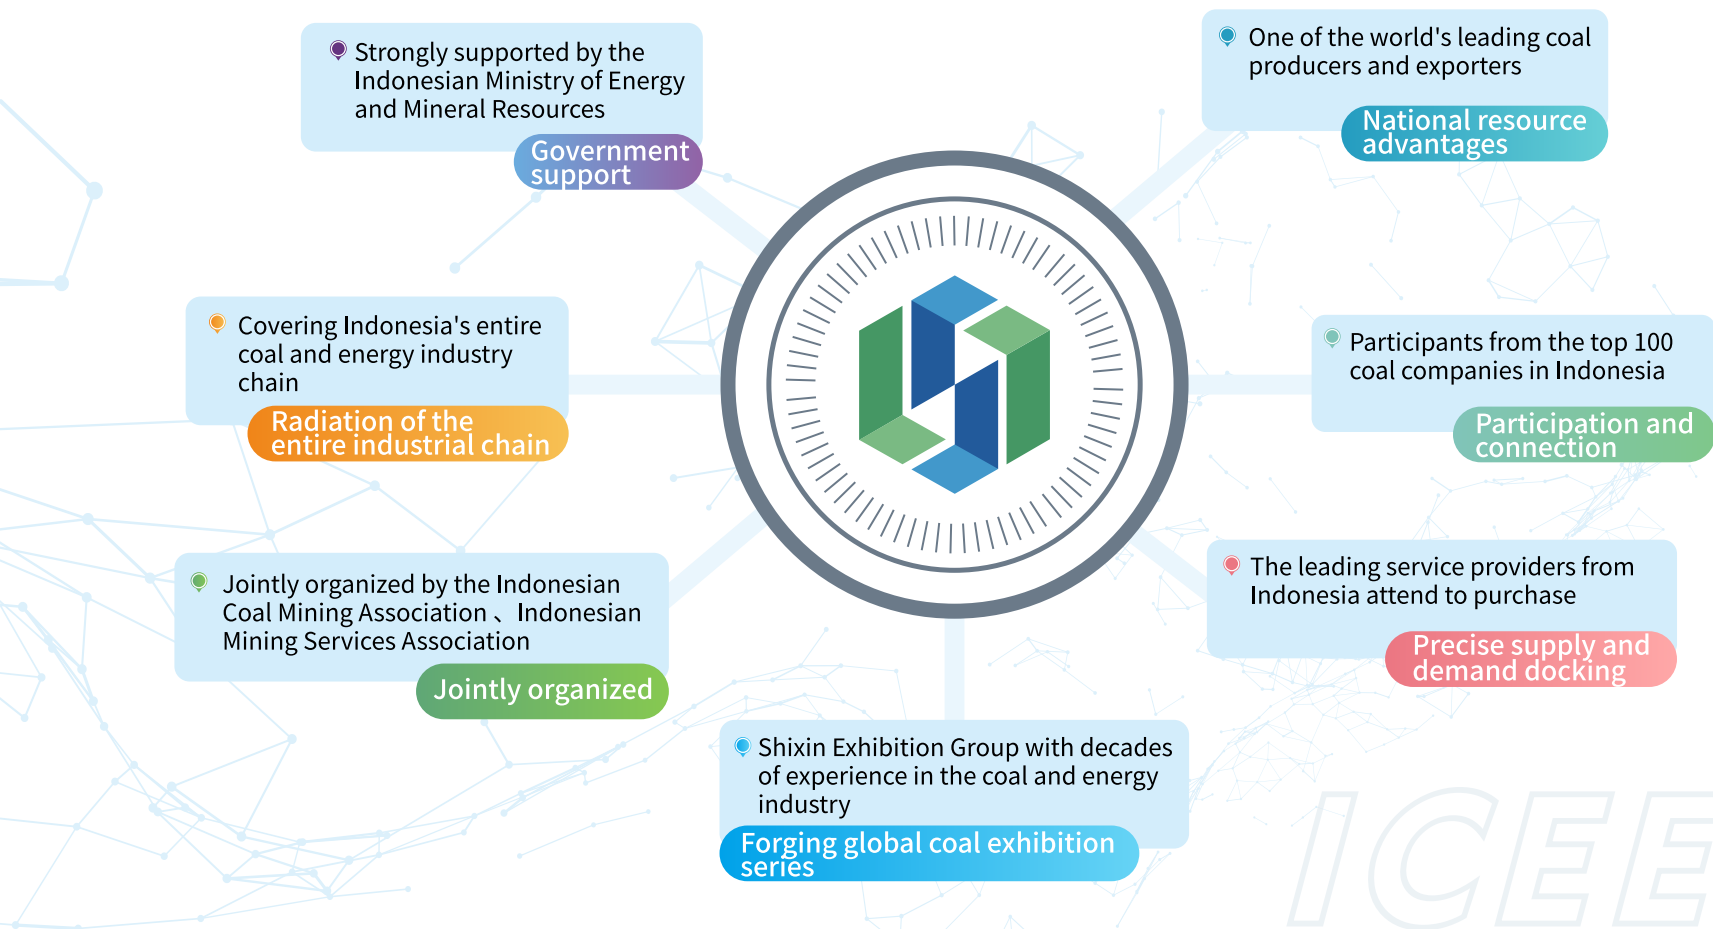 Strongly supported by the
Indonesian Ministry of Energy
and Mineral Resources
Government
support
One of the world's leading coal
producers and exporters
National resource
advantages
Covering Indonesia's entire
coal and energy industry
chain
Radiation of the
entire industrial chain
Participants from the top 100
coal companies in Indonesia
Participation and
connection
Jointly organized by the Indonesian
Coal Mining Association 、Indonesian
Mining Services Association
Jointly organized
The leading service providers from
Indonesia attend to purchase
Precise supply and
demand docking
Shixin Exhibition Group with decades
of experience in the coal and energy
industry
Forging global coal exhibition
series
ICEE